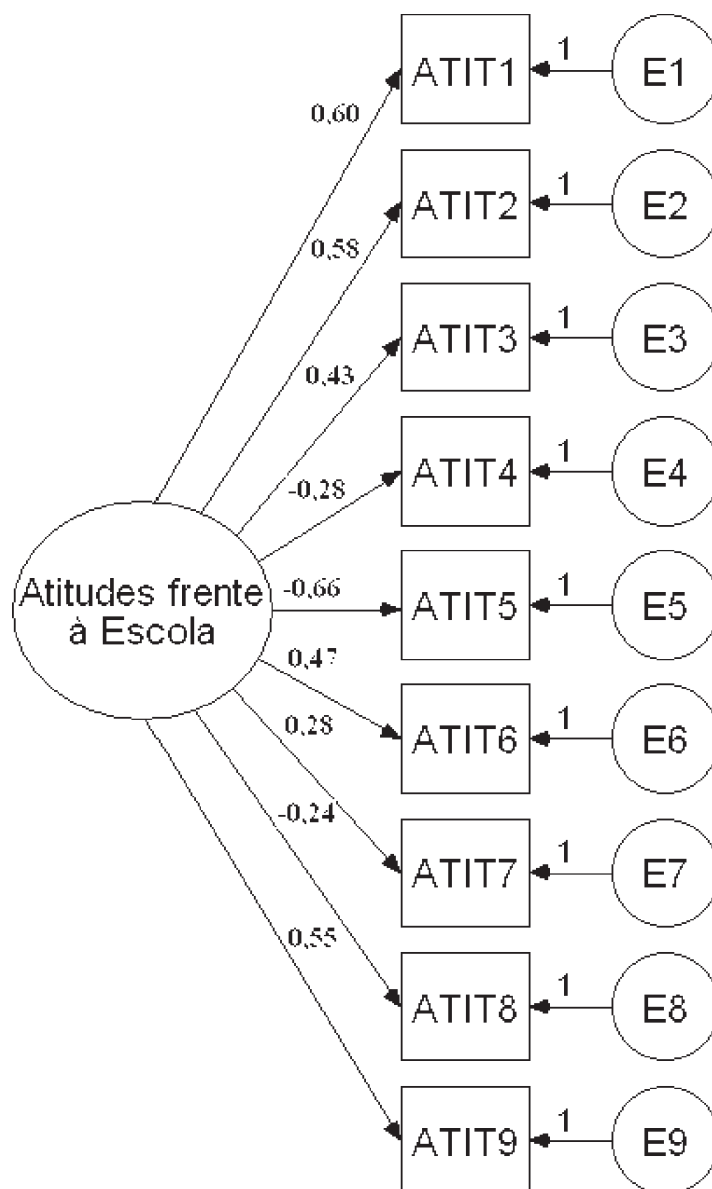 ATIT1
1
E1
0,60
ATIT2
1
E2
0,58
ATIT3
1
E3
0,43
ATIT4
1
E4
-0,28
Atitudes frente
à Escola
-0,66
ATIT5
1
E5
0,47
ATIT6
1
E6
0,28
ATIT7
1
E7
-0,24
ATIT8
1
E8
0,55
ATIT9
1
E9